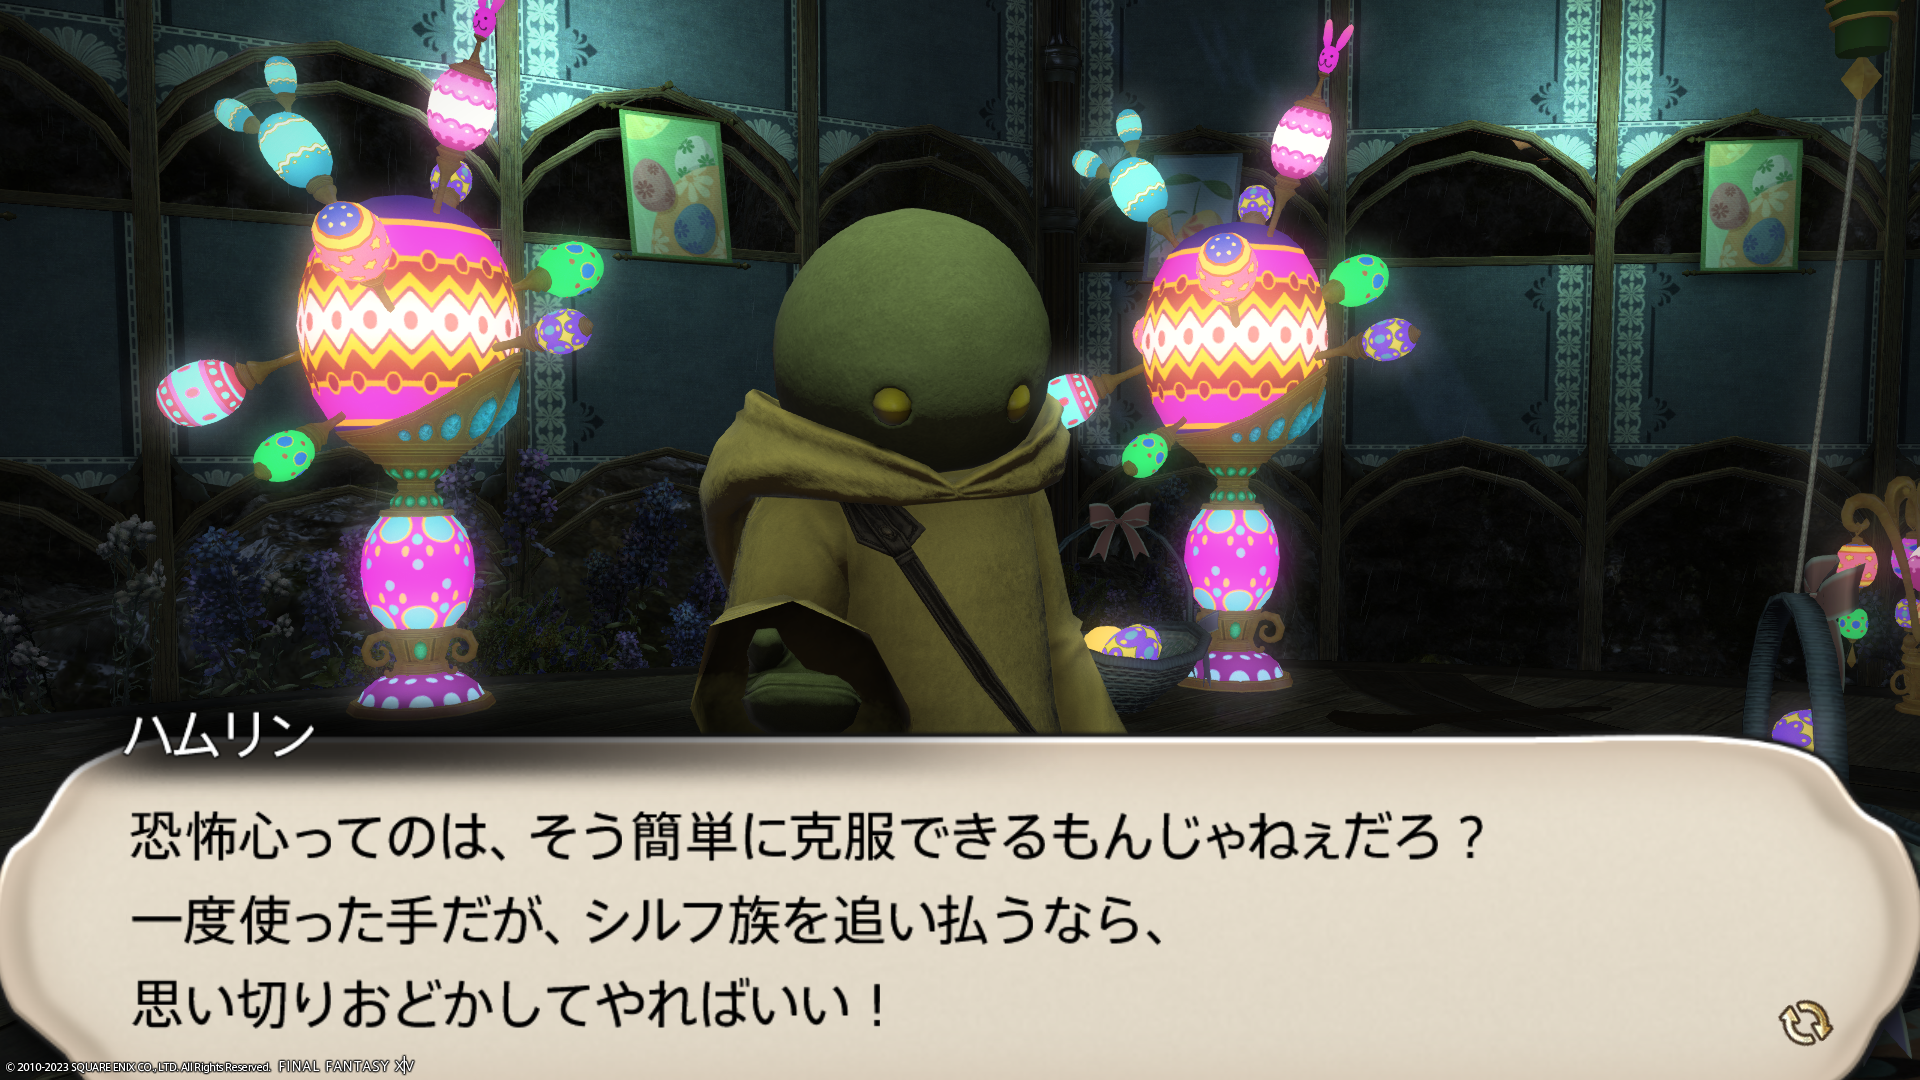 ハムリン
恐怖心ってのは、そう簡単に克服できるもんじゃねぇだろ？
一度使った手だが、シルフ族を追い払うなら、
思い切りおどかしてやればいい！
© 2010-2023 SQUARE ENIX CO., LTD. All Rights Reserved. FINAL FANTASY XIV